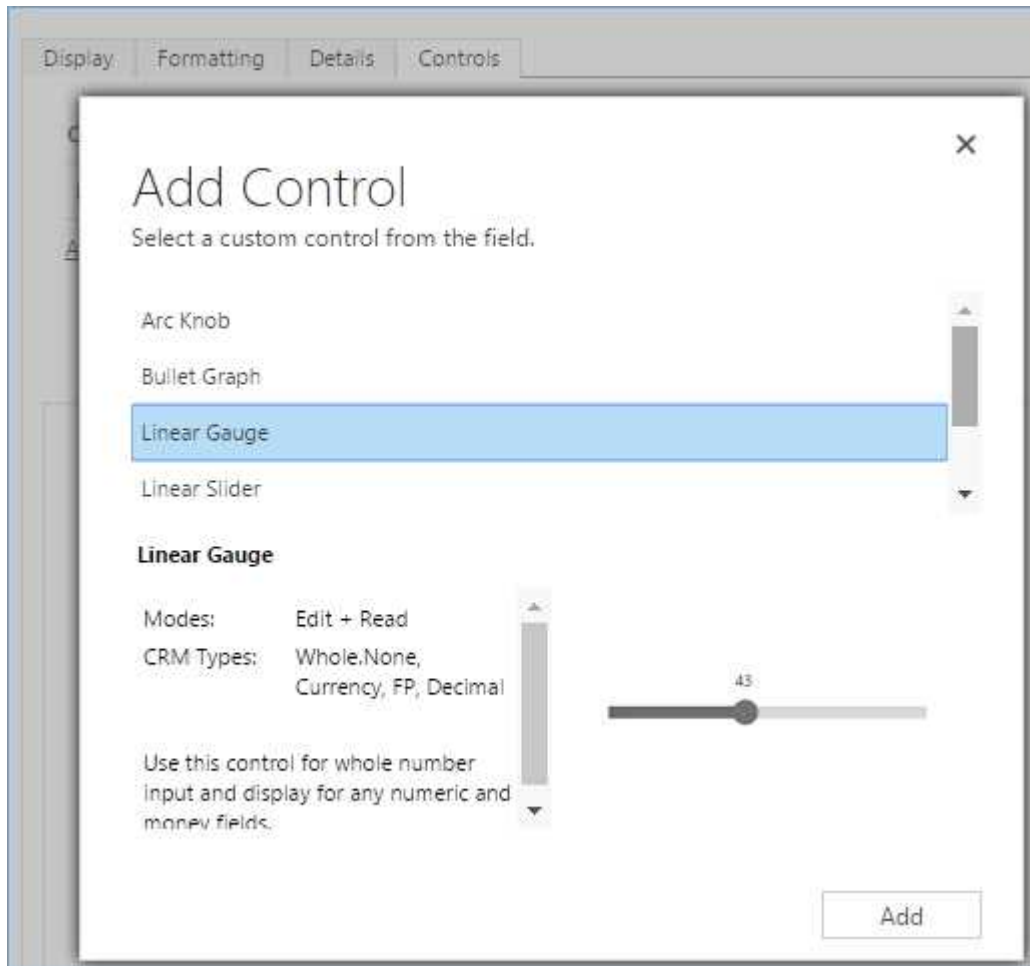 Display Formatting Details Controls
Add Control
Select a custom control from the field.
Arc Knob
Bullet Graph
Linear Gauge
Linear Slider
Linear Gauge
Modes: Edit + Read
CRM Types: Whole.None,
Currency, FP, Decimal
43
Use this control for whole number
input and display for any numeric and
money fields.
Add